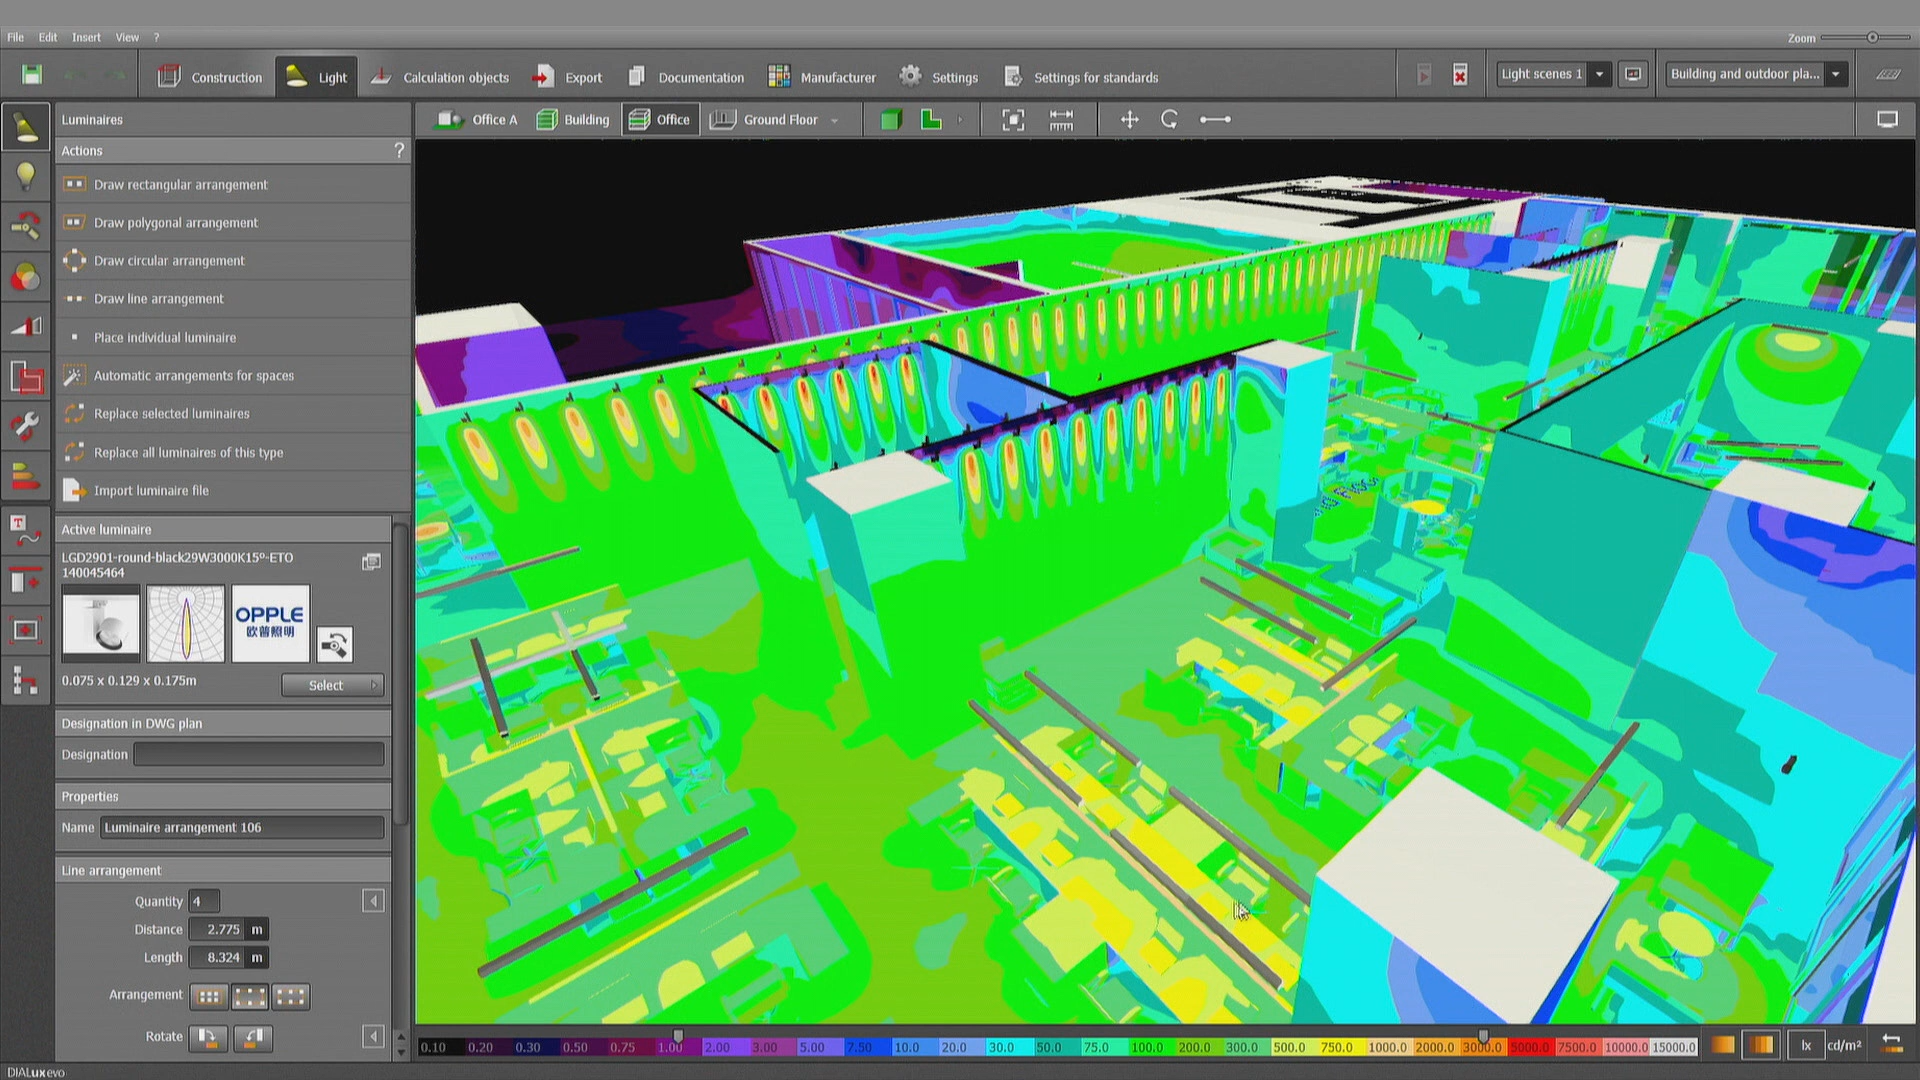 File Edit Insert View ?
Zoom
Construction Light Calculation objects Export Documentation Manufacturer Settings Settings for standards
Light scenes 1
Building and outdoor pla...
Luminaires
Office A Building Office Ground Floor
Actions ?
Draw rectangular arrangement
Draw polygonal arrangement
Draw circular arrangement
Draw line arrangement
Place individual luminaire
Automatic arrangements for spaces
Replace selected luminaires
Replace all luminaires of this type
Import luminaire file
Active luminaire
LGD2901-round-black29W3000K15º-ETO
140045464
OPPLE
欧普照明
0.075 x 0.129 x 0.175m
Select
Designation in DWG plan
Designation
Properties
Name Luminaire arrangement 106
Line arrangement
Quantity 4
Distance 2.775 m
Length 8.324 m
Arrangement
Rotate
0.10 0.20 0.30 0.50 0.75 1.00 2.00 3.00 5.00 7.50 10.0 20.0 30.0 50.0 75.0 100.0 200.0 300.0 500.0 750.0 1000.0 2000.0 3000.0 5000.0 7500.0 10000.0 15000.0
lx cd/m²
DIALux evo